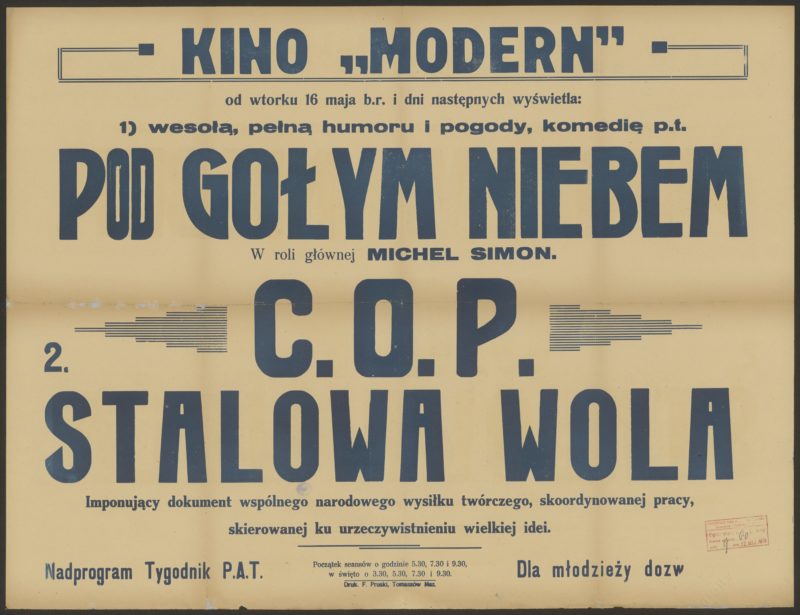 KINO „MODERN”
od wtorku 16 maja b.r. i dni następnych wyświetla:
1) wesołą, pełną humoru i pogody, komedię p.t.
POD GOŁYM NIEBEM
W roli głównej MICHEL SIMON.
2. C.O.P.
STALOWA WOLA
Imponujący dokument wspólnego narodowego wysiłku twórczego, skoordynowanej pracy,
skierowanej ku urzeczywistnieniu wielkiej idei.
Nadprogram Tygodnik P.A.T.
Początek seansów o godzinie 5.30, 7.30 i 9.30,
w święto o 3.30, 5.30, 7.30 i 9.30.
Druk. F. Pruski, Tomaszów Maz.
Dla młodzieży dozw